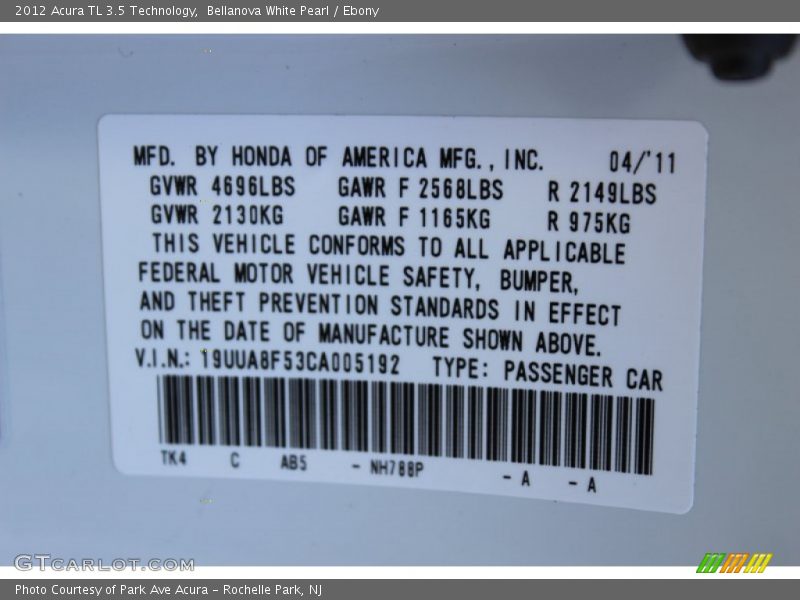 2012 Acura TL 3.5 Technology,  Bellanova White Pearl / Ebony
MFD. BY HONDA OF AMERICA MFG., INC. 04/'11
GVWR 4696LBS GAWR F 2568LBS R 2149LBS
GVWR 2130KG GAWR F 1165KG R 975KG
THIS VEHICLE CONFORMS TO ALL APPLICABLE
FEDERAL MOTOR VEHICLE SAFETY, BUMPER,
AND THEFT PREVENTION STANDARDS IN EFFECT
ON THE DATE OF MANUFACTURE SHOWN ABOVE.
V.I.N.: 19UUA8F53CA005192 TYPE: PASSENGER CAR
TK4 C AB5 - NH788P - A - A
GTCARLOT.COM
Photo Courtesy of Park Ave Acura - Rochelle Park, NJ